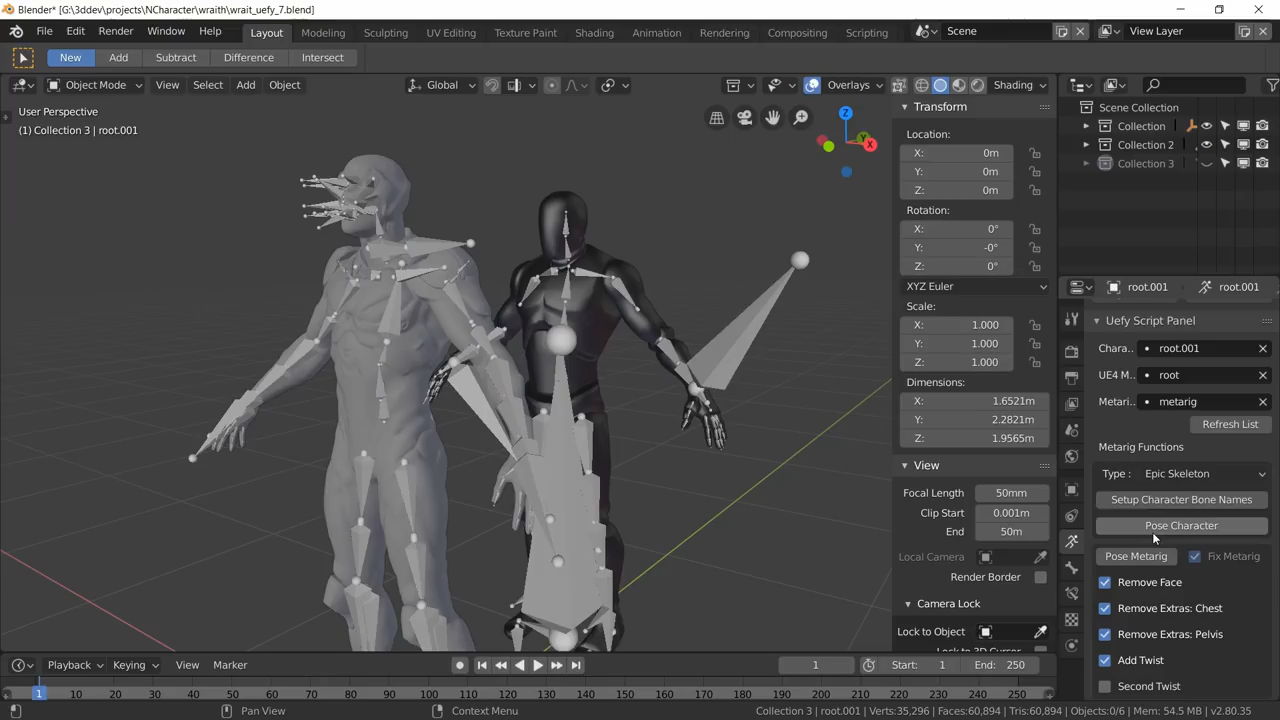 Blender* [G:\3ddev\projects\NCharacter\wraith\wrait_uefy_7.blend]
File Edit Render Window Help Layout Modeling Sculpting UV Editing Texture Paint Shading Animation Rendering Compositing Scripting Scene View Layer
New Add Subtract Difference Intersect
Object Mode View Select Add Object Global Overlays Shading
User Perspective
(1) Collection 3 | root.001
Z
Y
X
Transform
Location:
X: 0m
Y: 0m
Z: 0m
Rotation:
X: 0°
Y: -0°
Z: 0°
XYZ Euler
Scale:
X: 1.000
Y: 1.000
Z: 1.000
Dimensions:
X: 1.6521m
Y: 2.2821m
Z: 1.9565m
View
Focal Length 50mm
Clip Start 0.001m
End 50m
Local Camera
Render Border
Camera Lock
Lock to Object
Scene Collection
Collection
Collection 2
Collection 3
root.001 root.001
Uefy Script Panel
Chara.. root.001
UE4 M... root
Metari... metarig
Refresh List
Metarig Functions
Type : Epic Skeleton
Setup Character Bone Names
Pose Character
Pose Metarig Fix Metarig
Remove Face
Remove Extras: Chest
Remove Extras: Pelvis
Add Twist
Second Twist
Playback Keying View Marker 1 Start: 1 End: 250
1 10 20 30 40 50 60 70 80 90 100 110 120 130 140 150 160 170 180 190 200 210 220 230 240 250
Pan View Context Menu Collection 3 | root.001 | Verts:35,296 | Faces:60,894 | Tris:60,894 | Objects:0/6 | Mem: 54.5 MB | v2.80.35